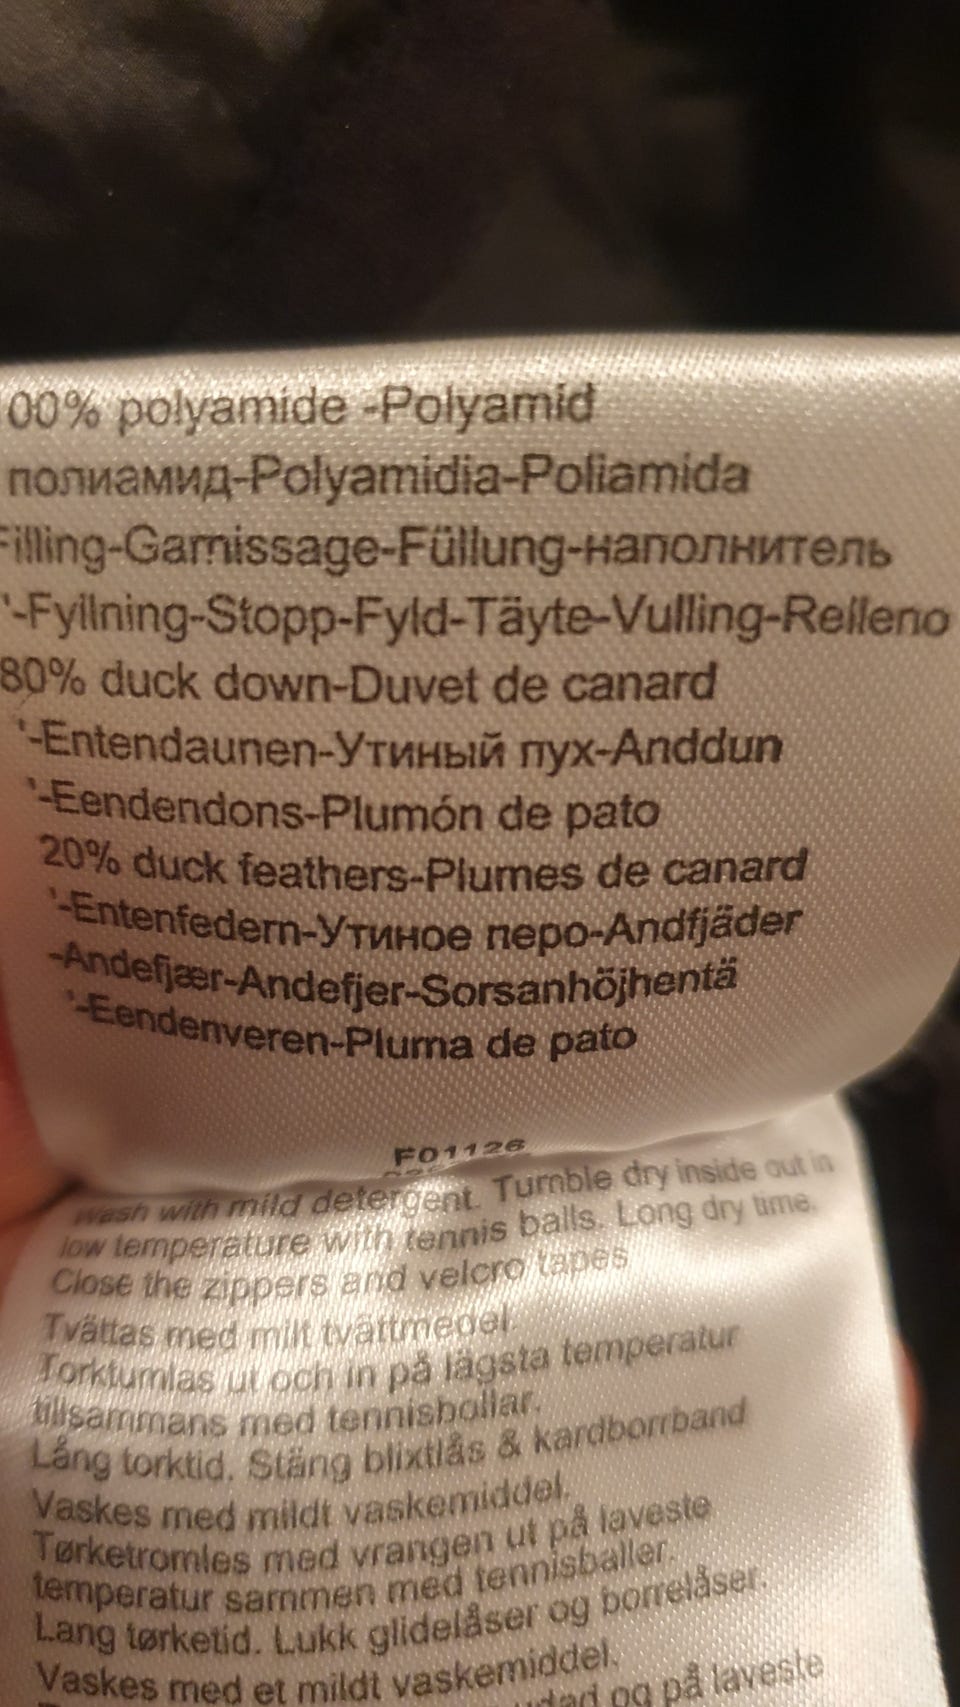 00% polyamide -Polyamid
полиамид-Polyamidia-Poliamida
Filling-Garnissage-Füllung-наполнитель
'-Fyllning-Stopp-Fyld-Täyte-Vulling-Relleno
80% duck down-Duvet de canard
'-Entendaunen-Утиный пух-Anddun
'-Eendendons-Plumón de pato
20% duck feathers-Plumes de canard
'-Entenfedern-Утиное перо-Andfjäder
-Andefjær-Andefjer-Sorsanhöjhentä
'-Eendenveren-Pluma de pato
F01126
wash with mild detergent. Tumble dry inside out in
low temperature with tennis balls. Long dry time.
Close the zippers and velcro tapes
Tvättas med milt tvättmedel.
Torktumlas ut och in på lägsta temperatur
tillsammans med tennisbollar.
Lång torktid. Stäng blixtlås & kardborrband
Vaskes med mildt vaskemiddel.
Tørketromles med vrangen ut på laveste
temperatur sammen med tennisballer.
Lang tørketid. Lukk glidelåser og borrelåser.
Vaskes med et mildt vaskemiddel.
og på laveste